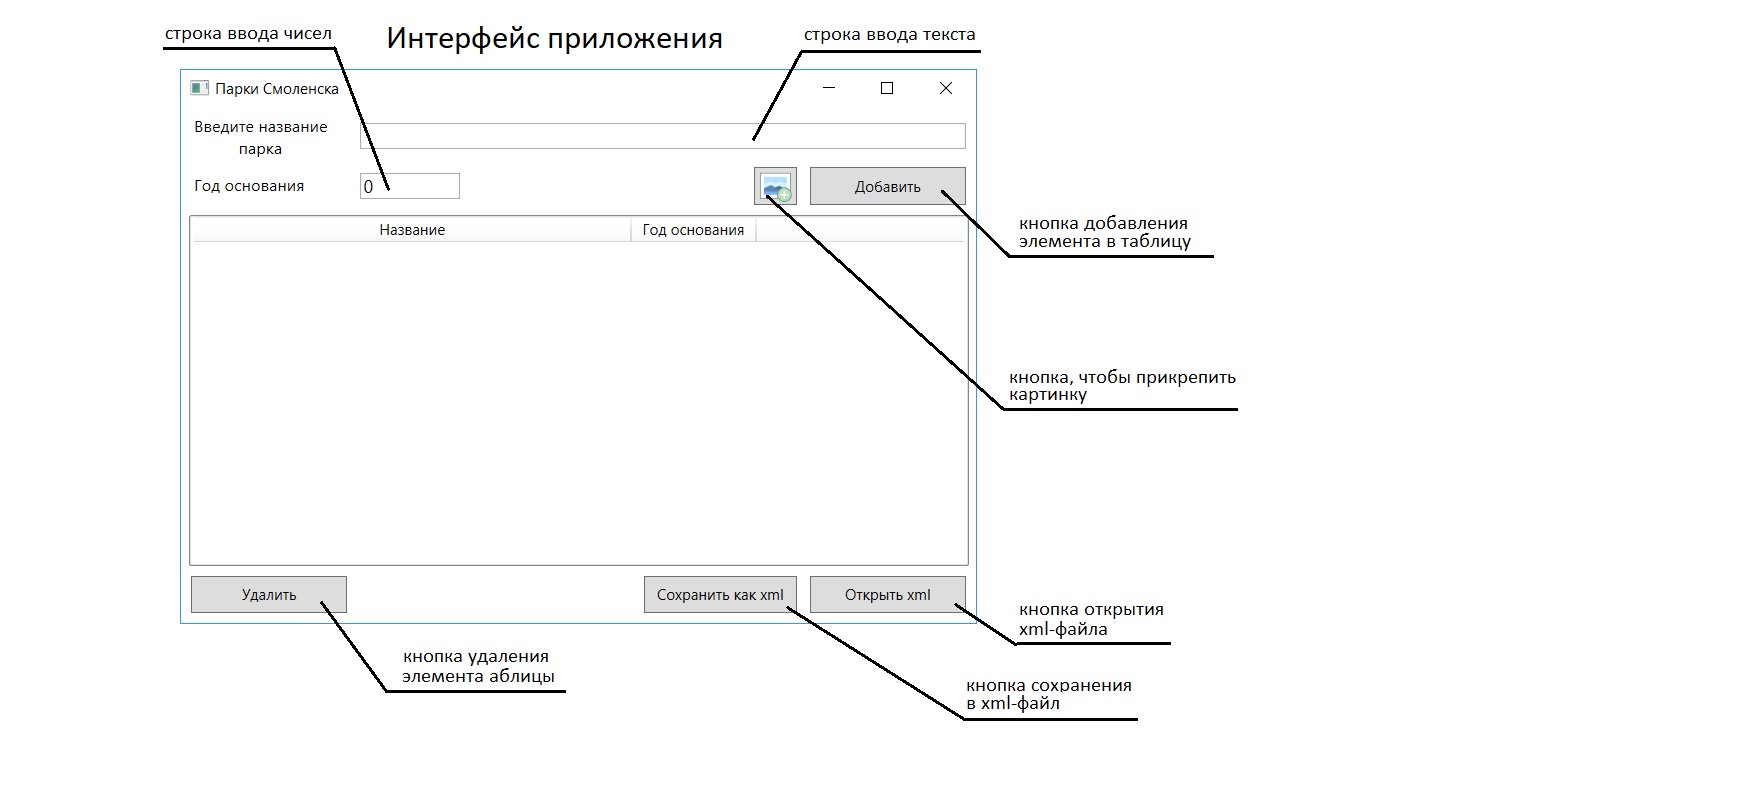 строка ввода чисел
Интерфейс приложения
строка ввода текста
Парки Смоленска
Введите название
парка
Год основания
0
Добавить
кнопка добавления
элемента в таблицу
Название
Год основания
кнопка, чтобы прикрепить
картинку
Удалить
Сохранить как xml
Открыть xml
кнопка открытия
xml-файла
кнопка удаления
элемента аблицы
кнопка сохранения
в xml-файл